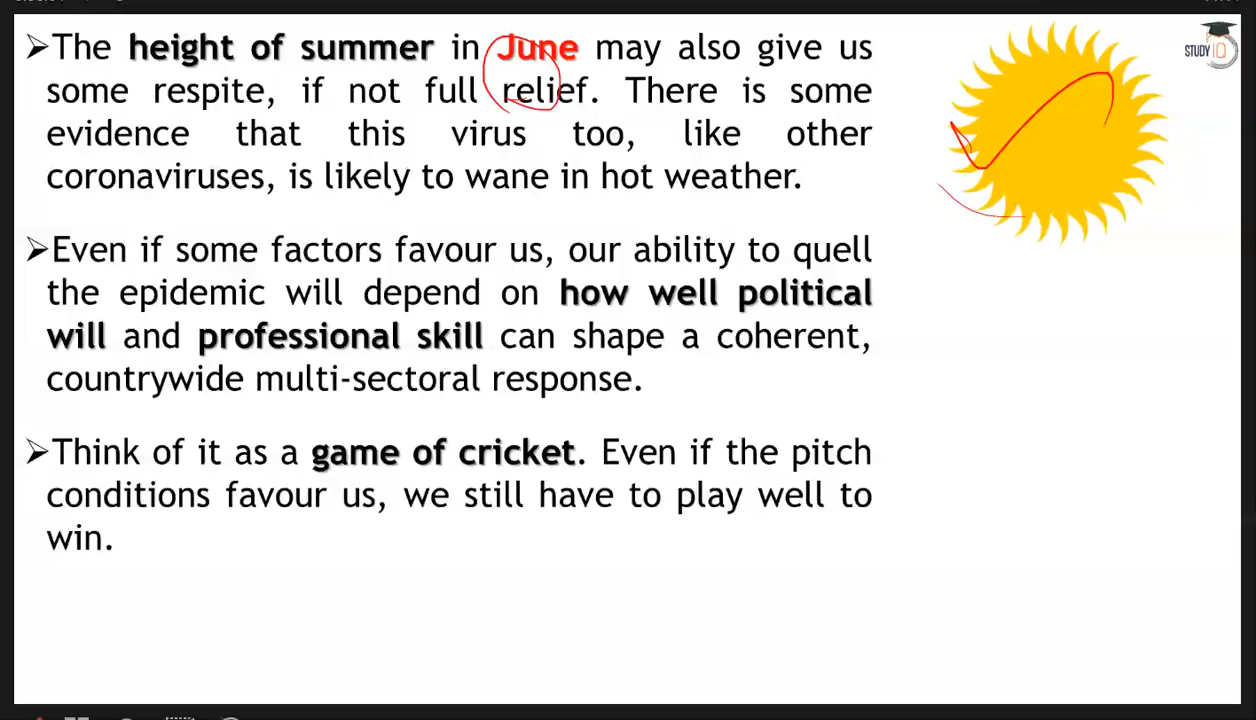 ➢The height of summer in June may also give us
some respite, if not full relief. There is some
evidence that this virus too, like other
coronaviruses, is likely to wane in hot weather.
➢Even if some factors favour us, our ability to quell
the epidemic will depend on how well political
will and professional skill can shape a coherent,
countrywide multi-sectoral response.
➢Think of it as a game of cricket. Even if the pitch
conditions favour us, we still have to play well to
win.
STUDY IQ